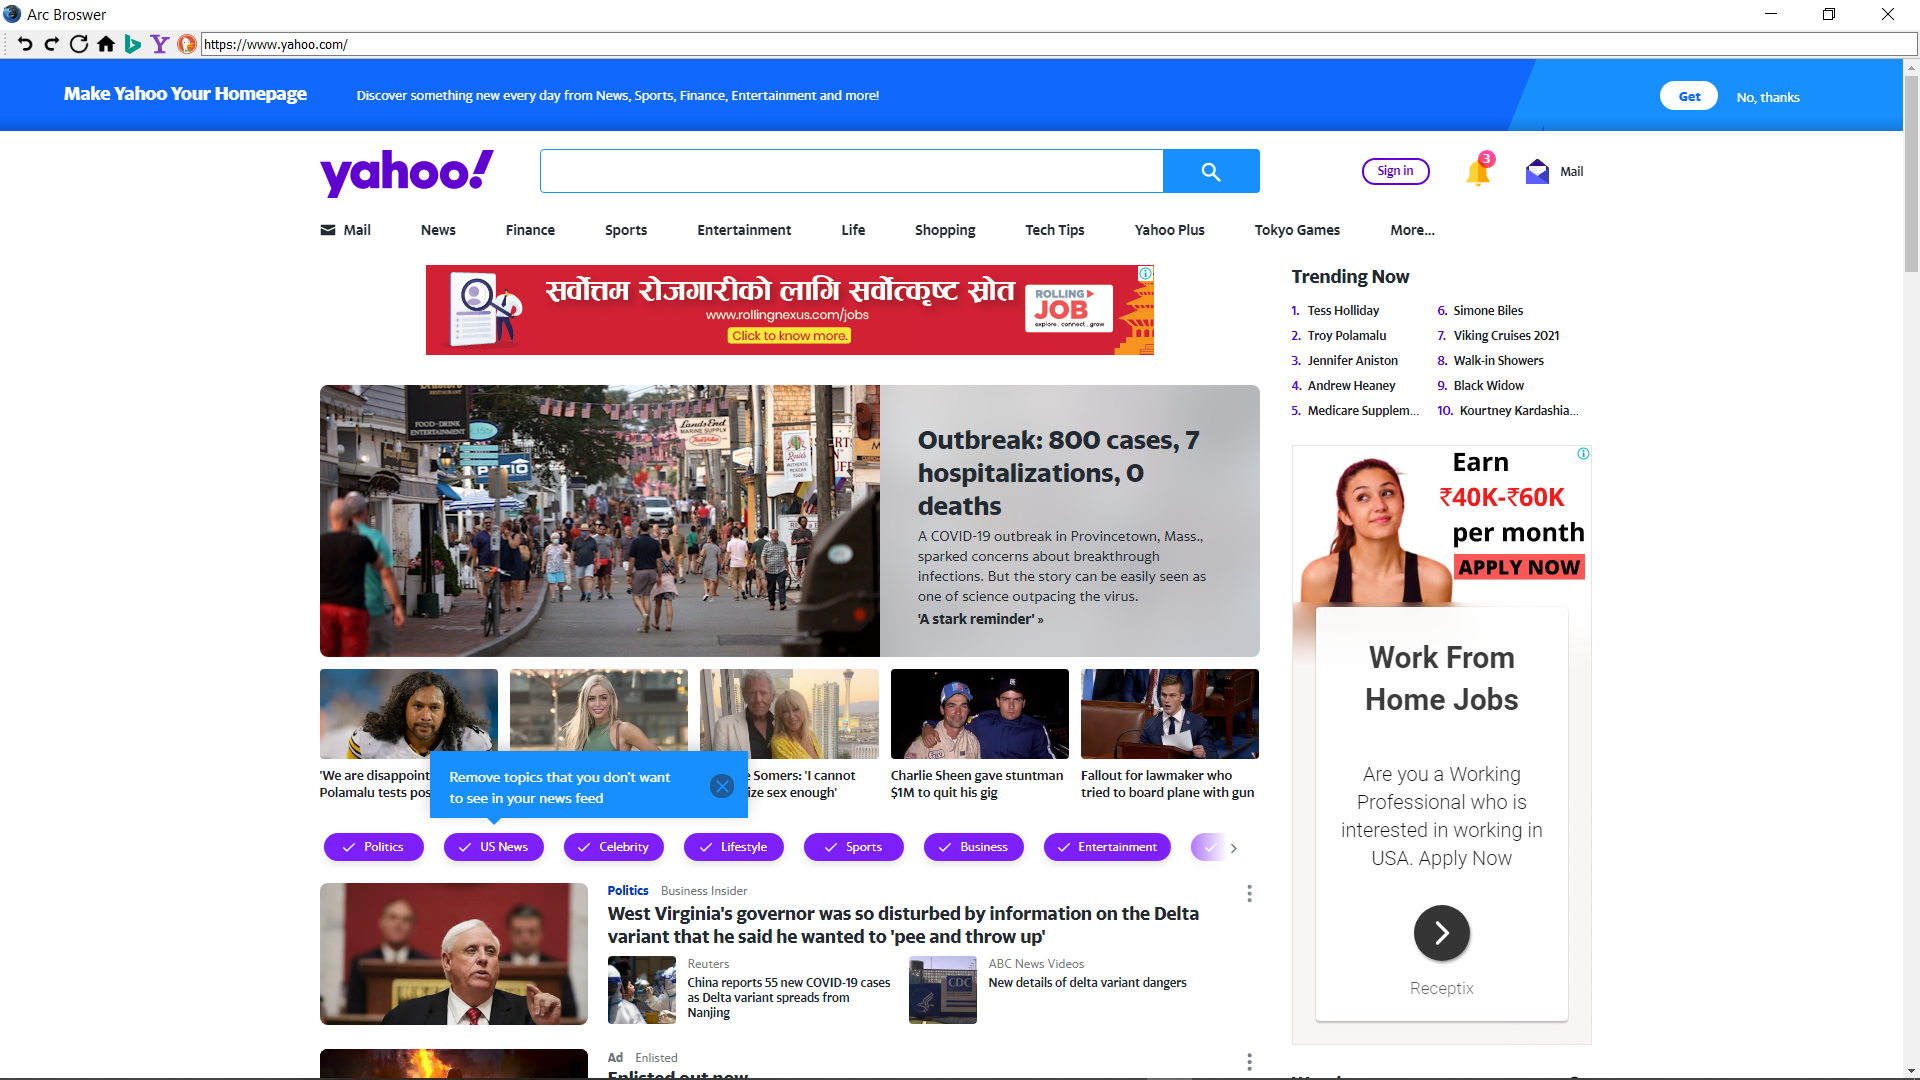 Arc Broswer
https://www.yahoo.com/
Make Yahoo Your Homepage
Discover something new every day from News, Sports, Finance, Entertainment and more!
Get
No, thanks
yahoo!
Sign in
3
Mail
Mail
News
Finance
Sports
Entertainment
Life
Shopping
Tech Tips
Yahoo Plus
Tokyo Games
More...
सर्वोत्तम रोजगारीको लागि सर्वोत्कृष्ट स्रोत
www.rollingnexus.com/jobs
Click to know more.
ROLLING
JOB
explore . connect . grow
Trending Now
1. Tess Holliday
2. Troy Polamalu
3. Jennifer Aniston
4. Andrew Heaney
5. Medicare Supplem...
6. Simone Biles
7. Viking Cruises 2021
8. Walk-in Showers
9. Black Widow
10. Kourtney Kardashia...
FOOD-DRINK
ENTERTAINMENT
PATIO
Lands End
MARINE SUPPLY
Outbreak: 800 cases, 7
hospitalizations, 0
deaths
A COVID-19 outbreak in Provincetown, Mass.,
sparked concerns about breakthrough
infections. But the story can be easily seen as
one of science outpacing the virus.
'A stark reminder' »
Earn
₹40K-₹60K
per month
APPLY NOW
Work From
Home Jobs
Are you a Working
Professional who is
interested in working in
USA. Apply Now
Receptix
'We are disappoint
Polamalu tests pos
Remove topics that you don't want
to see in your news feed
e Somers: 'I cannot
ize sex enough'
Charlie Sheen gave stuntman
$1M to quit his gig
Fallout for lawmaker who
tried to board plane with gun
Politics
US News
Celebrity
Lifestyle
Sports
Business
Entertainment
Politics Business Insider
West Virginia's governor was so disturbed by information on the Delta
variant that he said he wanted to 'pee and throw up'
Reuters
China reports 55 new COVID-19 cases
as Delta variant spreads from
Nanjing
CDC
ABC News Videos
New details of delta variant dangers
Ad Enlisted
Enlisted out now